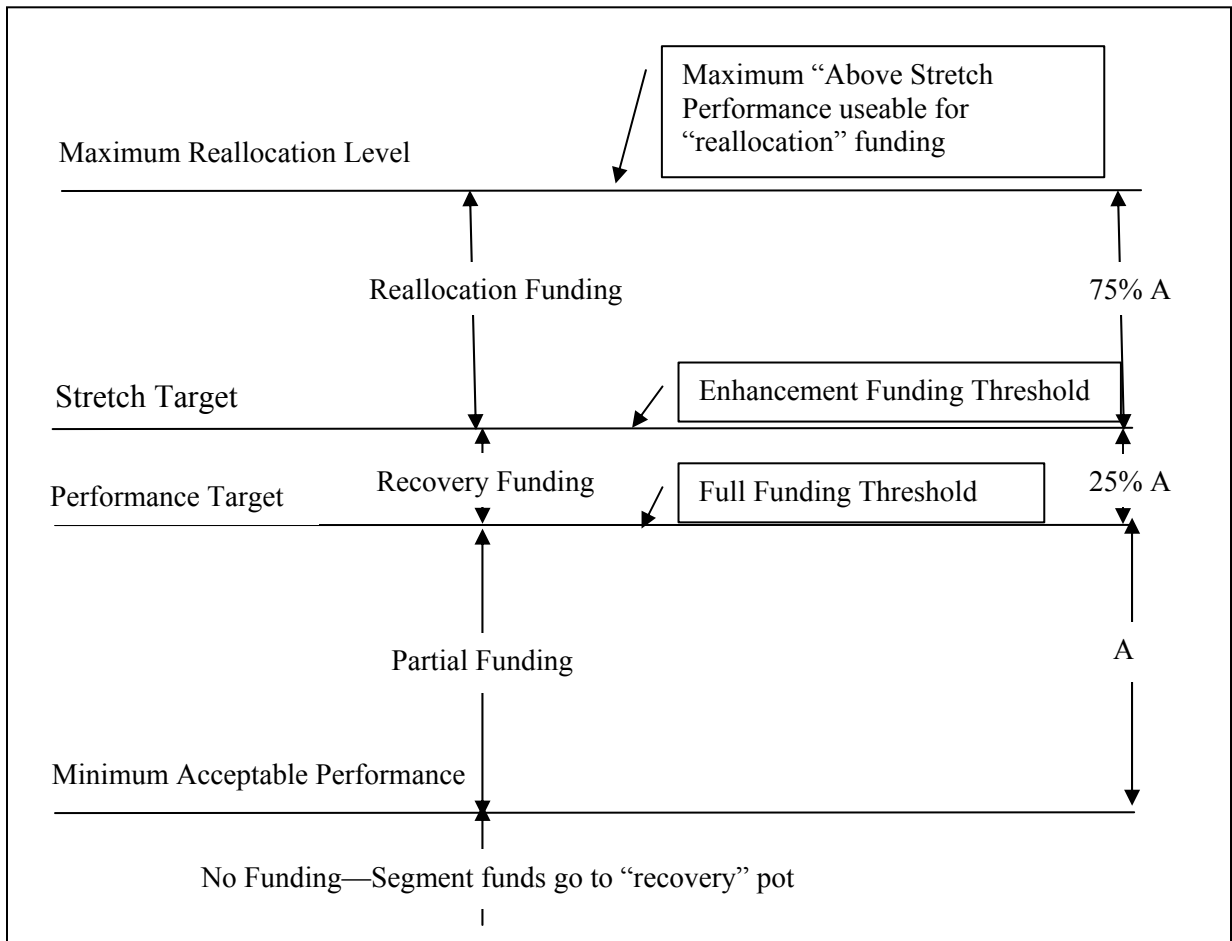 Maximum “Above Stretch
Performance useable for
“reallocation” funding
Maximum Reallocation Level
Reallocation Funding
75% A
Stretch Target
Enhancement Funding Threshold
Recovery Funding
25% A
Performance Target
Full Funding Threshold
Partial Funding
A
Minimum Acceptable Performance
No Funding—Segment funds go to “recovery” pot